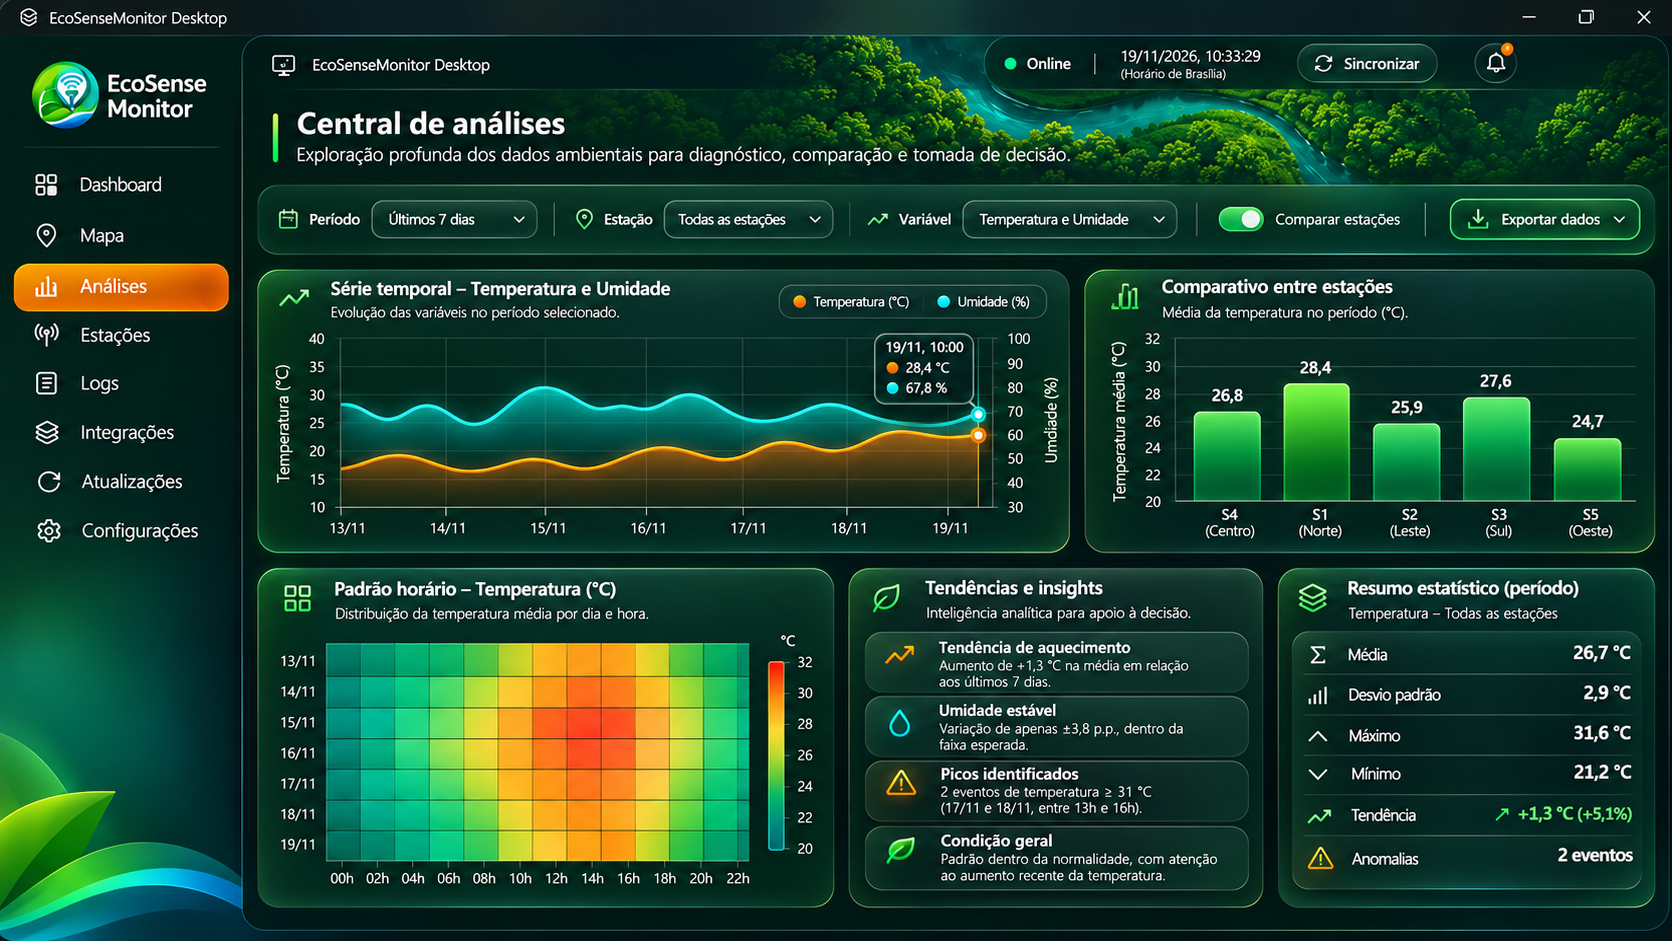 EcoSenseMonitor Desktop
EcoSense
Monitor
Dashboard
Mapa
Análises
Estações
Logs
Integrações
Atualizações
Configurações
EcoSenseMonitor Desktop
Online
19/11/2026, 10:33:29
(Horário de Brasília)
Sincronizar
Central de análises
Exploração profunda dos dados ambientais para diagnóstico, comparação e tomada de decisão.
Período
Últimos 7 dias
Estação
Todas as estações
Variável
Temperatura e Umidade
Comparar estações
Exportar dados
Série temporal – Temperatura e Umidade
Evolução das variáveis no período selecionado.
Temperatura (°C)
Umidade (%)
Temperatura (°C)
40
35
30
25
20
15
10
19/11, 10:00
28,4 °C
67,8 %
100
90
80
70
60
50
40
30
Umdiade (%)
13/11 14/11 15/11 16/11 17/11 18/11 19/11
Comparativo entre estações
Média da temperatura no período (°C).
Temperatura média (°C)
32
30
28
26
24
22
20
26,8
28,4
25,9
27,6
24,7
S4 S1 S2 S3 S5
(Centro) (Norte) (Leste) (Sul) (Oeste)
Padrão horário – Temperatura (°C)
Distribuição da temperatura média por dia e hora.
13/11
14/11
15/11
16/11
17/11
18/11
19/11
00h 02h 04h 06h 08h 10h 12h 14h 16h 18h 20h 22h
°C
32
30
28
26
24
22
20
Tendências e insights
Inteligência analítica para apoio à decisão.
Tendência de aquecimento
Aumento de +1,3 °C na média em relação
aos últimos 7 dias.
Umidade estável
Variação de apenas ±3,8 p.p., dentro da
faixa esperada.
Picos identificados
2 eventos de temperatura ≥ 31 °C
(17/11 e 18/11, entre 13h e 16h).
Condição geral
Padrão dentro da normalidade, com atenção
ao aumento recente da temperatura.
Resumo estatístico (período)
Temperatura – Todas as estações
Média 26,7 °C
Desvio padrão 2,9 °C
Máximo 31,6 °C
Mínimo 21,2 °C
Tendência ↗ +1,3 °C (+5,1%)
Anomalias 2 eventos